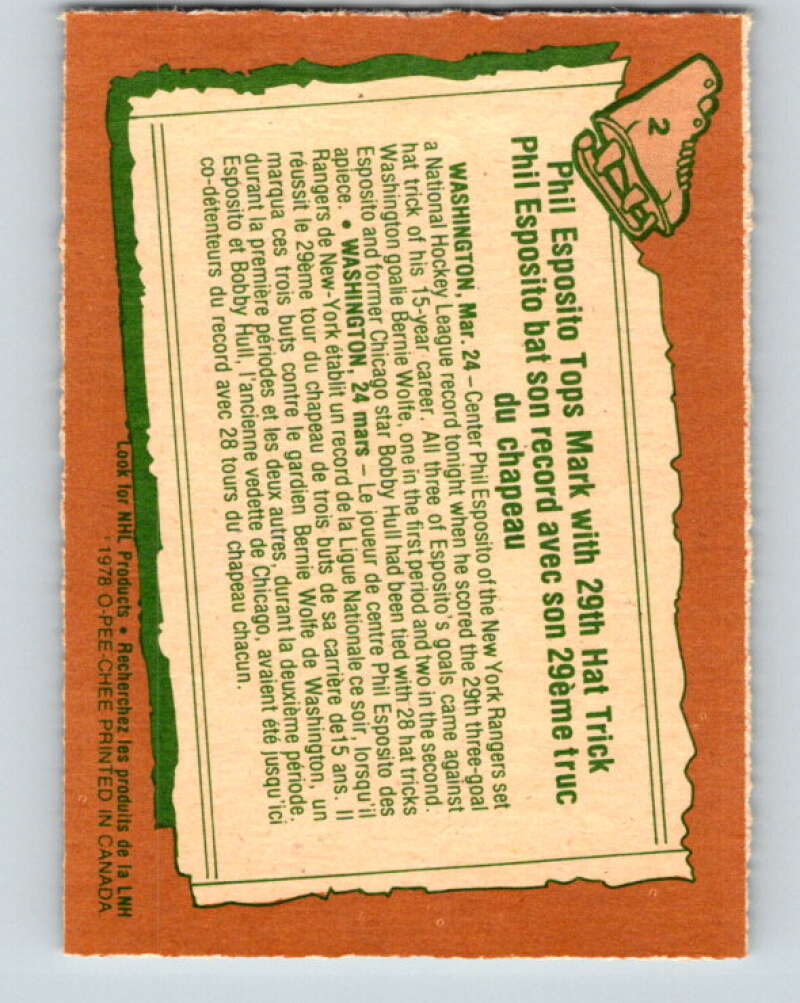 2
Phil Esposito Tops Mark with 29th Hat Trick
Phil Esposito bat son record avec son 29ème truc
du chapeau
WASHINGTON, Mar. 24 – Center Phil Esposito of the New York Rangers set
a National Hockey League record tonight when he scored the 29th three-goal
hat trick of his 15-year career. All three of Esposito's goals came against
Washington goalie Bernie Wolfe, one in the first period and two in the second.
Esposito and former Chicago star Bobby Hull had been tied with 28 hat tricks
apiece. • WASHINGTON, 24 mars – Le joueur de centre Phil Esposito des
Rangers de New-York établit un record de la Ligue Nationale ce soir, lorsqu'il
réussit le 29ème tour du chapeau de trois buts de sa carrière de15 ans. Il
marqua ces trois buts contre le gardien Bernie Wolfe de Washington, un
durant la première périodes et les deux autres, durant la deuxième période.
Esposito et Bobby Hull, l'ancienne vedette de Chicago, avaient été jusqu'ici
co-détenteurs du record avec 28 tours du chapeau chacun.
Look for NHL Products • Recherchez les produits de la LNH
1978 O-PEE-CHEE PRINTED IN CANADA